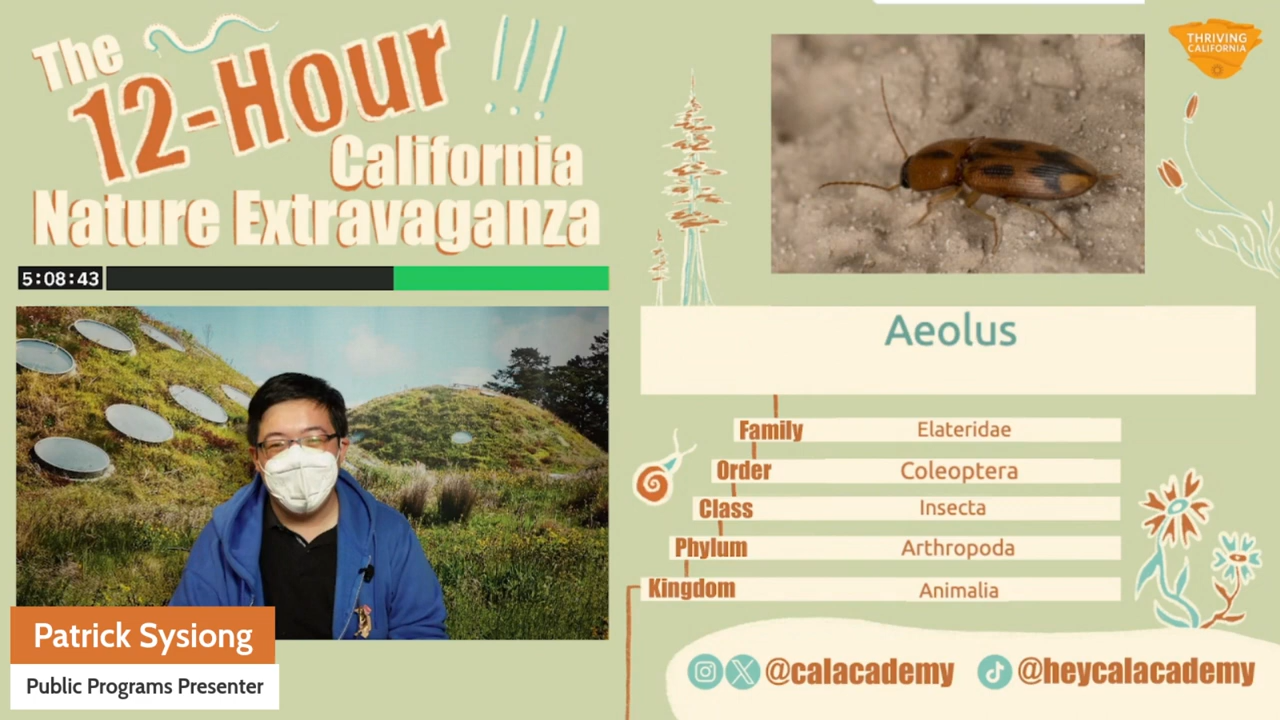 The
12-Hour
!!!
California
Nature Extravaganza
5:08:43
Patrick Sysiong
Public Programs Presenter
THRIVING
CALIFORNIA
Aeolus
Family Elateridae
Order Coleoptera
Class Insecta
Phylum Arthropoda
Kingdom Animalia
@calacademy @heycalacademy